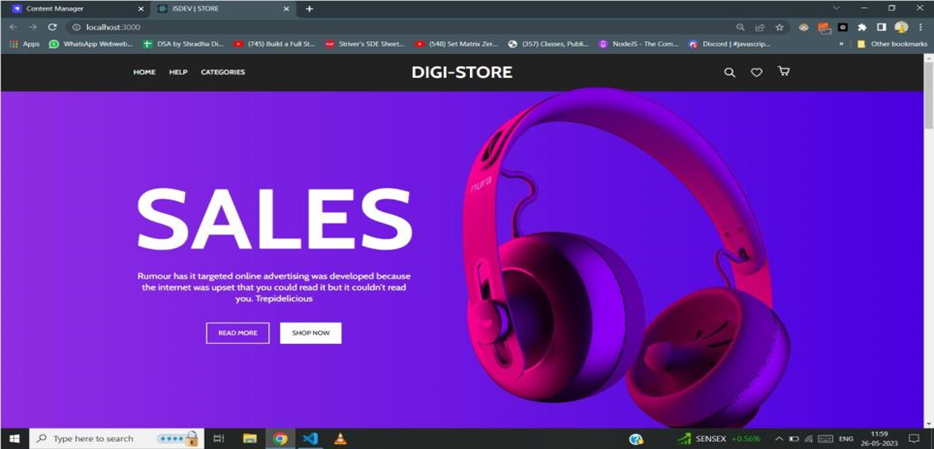 Content Manager
JSDEV | STORE
localhost:3000
Apps
WhatsApp Webweb...
DSA by Shradha Di...
(745) Build a Full St...
Striver's SDE Sheet...
(548) Set Matrix Zer...
(357) Classes, Publi...
NodeJS - The Com...
Discord | #javascrip...
»
Other bookmarks
HOME
HELP
CATEGORIES
DIGI-STORE
nura
SALES
Rumour has it targeted online advertising was developed because
the internet was upset that you could read it but it couldn't read
you. Trepidelicious
READ MORE
SHOP NOW
Type here to search
SENSEX +0.56%
ENG
11:59
26-05-2023